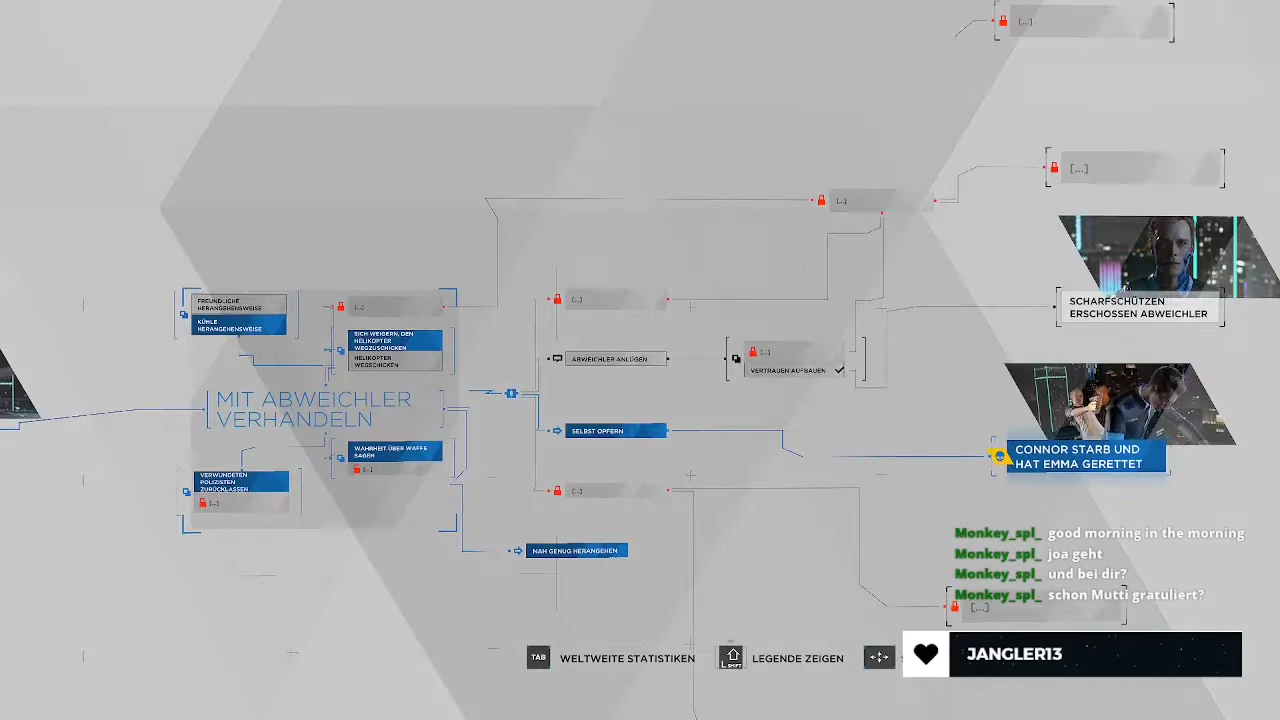 [...]
[...]
[...]
SCHARFSCHÜTZEN
ERSCHOSSEN ABWEICHLER
FREUNDLICHE
HERANGEHENSWEISE
KÜHLE
HERANGEHENSWEISE
[...]
SICH WEIGERN, DEN
HELIKOPTER
WEGZUSCHICKEN
HELIKOPTER
WEGSCHICKEN
[...]
ABWEICHLER ANLÜGEN
[...]
VERTRAUEN AUFBAUEN
MIT ABWEICHLER
VERHANDELN
SELBST OPFERN
CONNOR STARB UND
HAT EMMA GERETTET
WAHRHEIT ÜBER WAFFE
SAGEN
[...]
VERWUNDETEN
POLIZISTEN
ZURÜCKLASSEN
[...]
[...]
NAH GENUG HERANGEHEN
Monkey_spl_ good morning in the morning
Monkey_spl_ joa geht
Monkey_spl_ und bei dir?
Monkey_spl_ schon Mutti gratuliert?
[...]
TAB WELTWEITE STATISTIKEN
L SHIFT LEGENDE ZEIGEN
JANGLER13